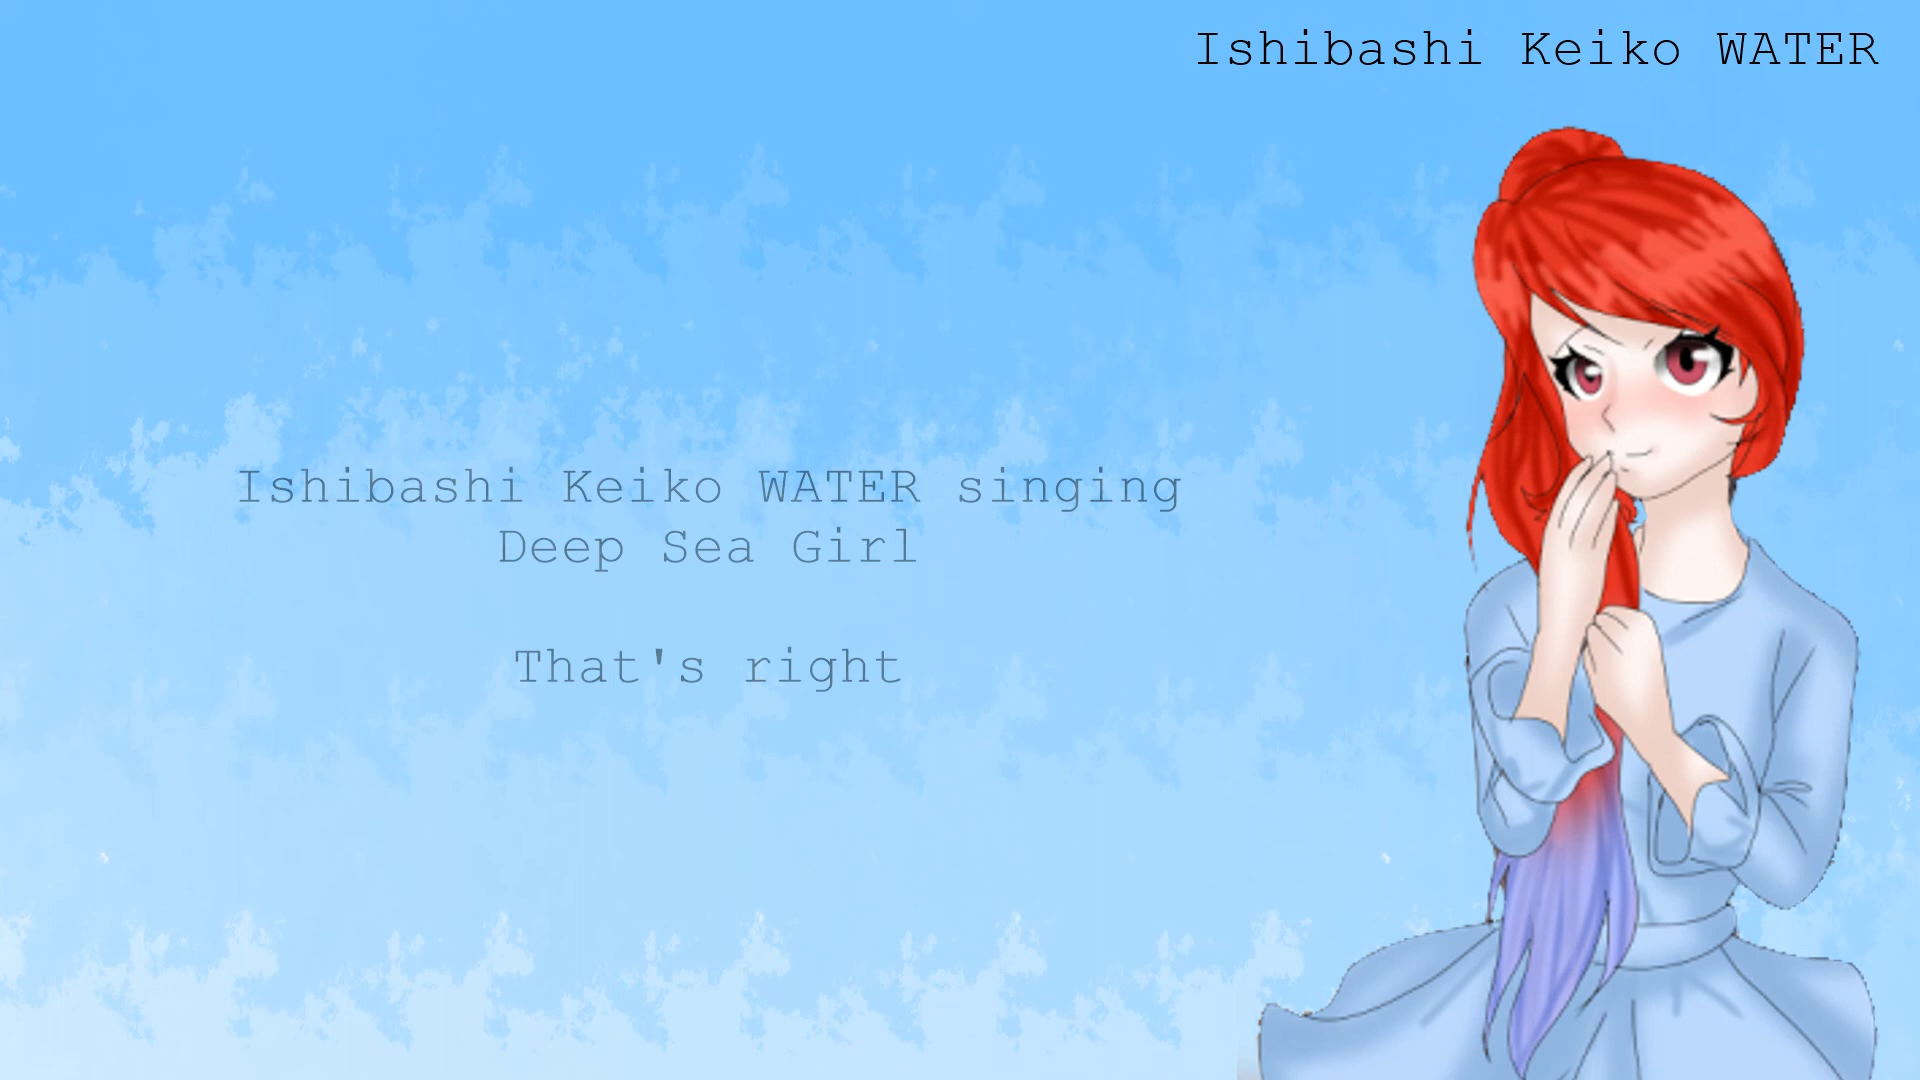 Ishibashi Keiko WATER
Ishibashi Keiko WATER singing
Deep Sea Girl
That's right